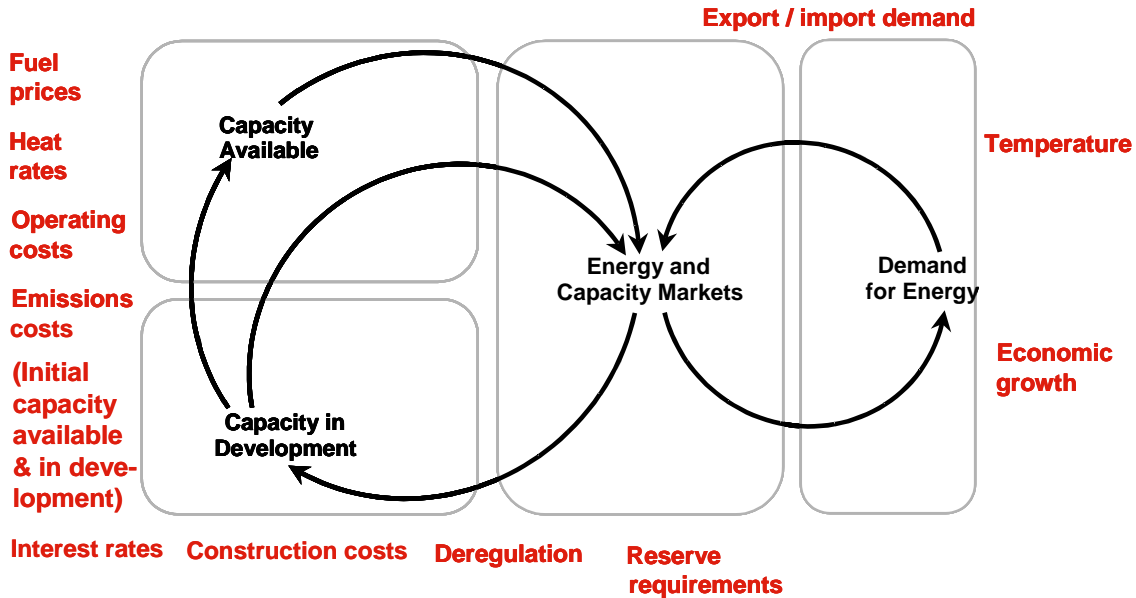 Export / import demand
Fuel
prices
Capacity
Available
Heat
rates
Temperature
Operating
costs
Energy and
Capacity Markets
Demand
for Energy
Emissions
costs
Economic
growth
(Initial
capacity
available
& in deve-
lopment)
Capacity in
Development
Interest rates
Construction costs
Deregulation
Reserve
requirements